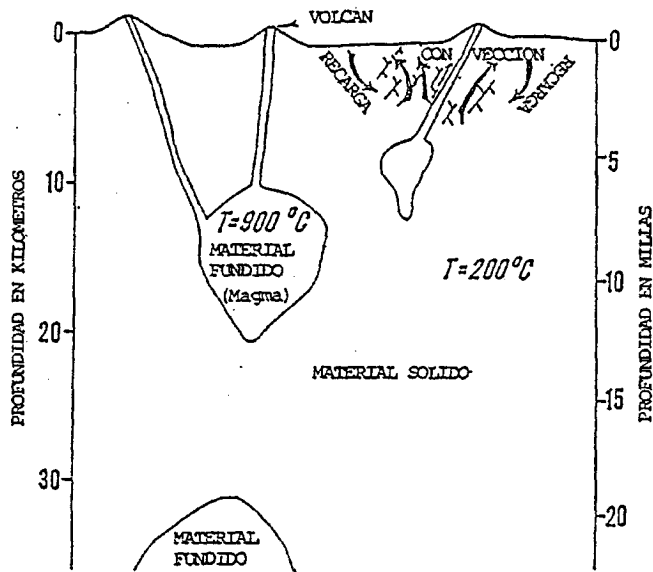 VOLCAN
0
0
RECARGA
CON VECCION
RECARGA
-5
10
T=900 °C
MATERIAL
FUNDIDO
(Magma)
T=200°C
-10
20
MATERIAL SOLIDO
-15
30
-20
MATERIAL
FUNDIDO
PROFUNDIDAD EN KILOMETROS
PROFUNDIDAD EN MILLAS